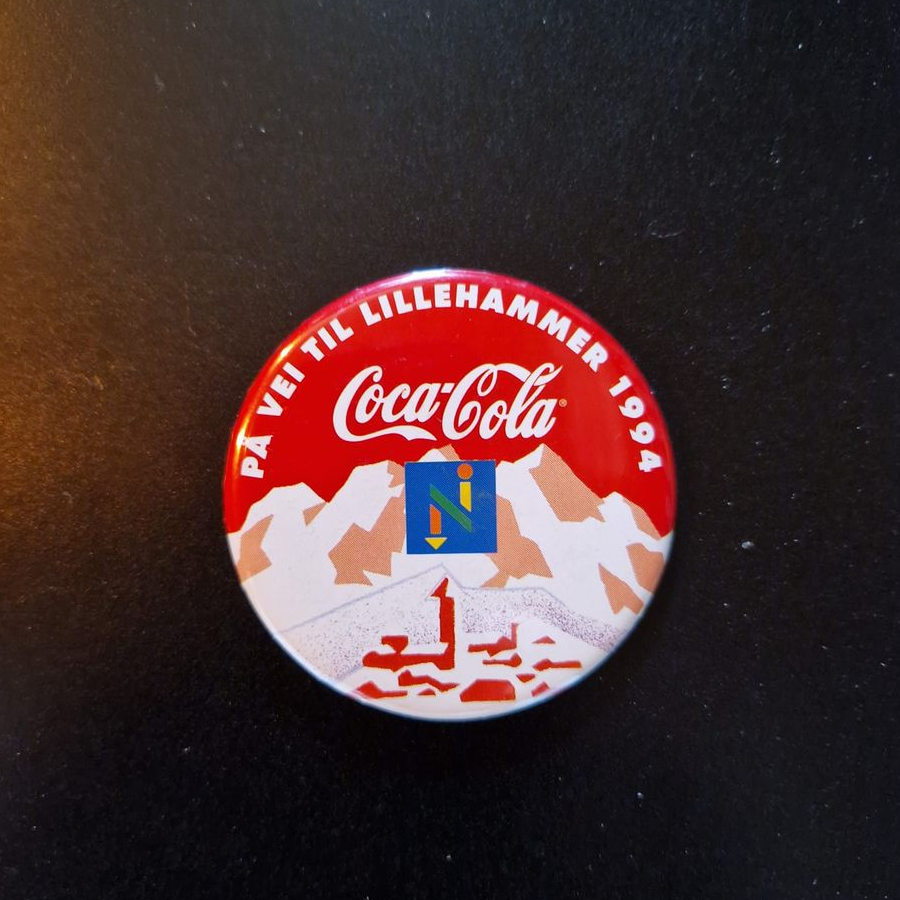 PÅ VEI TIL LILLEHAMMER 1994
Coca-Cola®
N